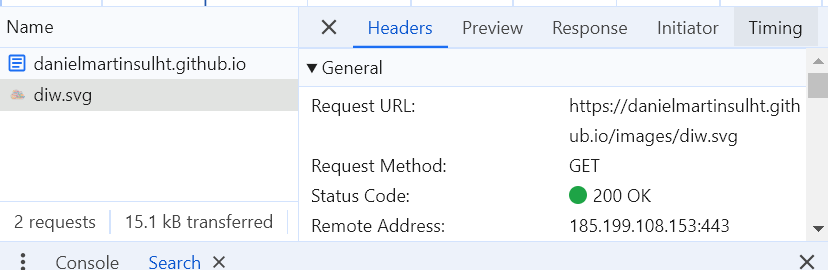 Name
Headers Preview Response Initiator Timing
danielmartinsulht.github.io
diw.svg
General
Request URL: https://danielmartinsulht.gith
ub.io/images/diw.svg
Request Method: GET
Status Code: 200 OK
Remote Address: 185.199.108.153:443
2 requests 15.1 kB transferred
Console Search